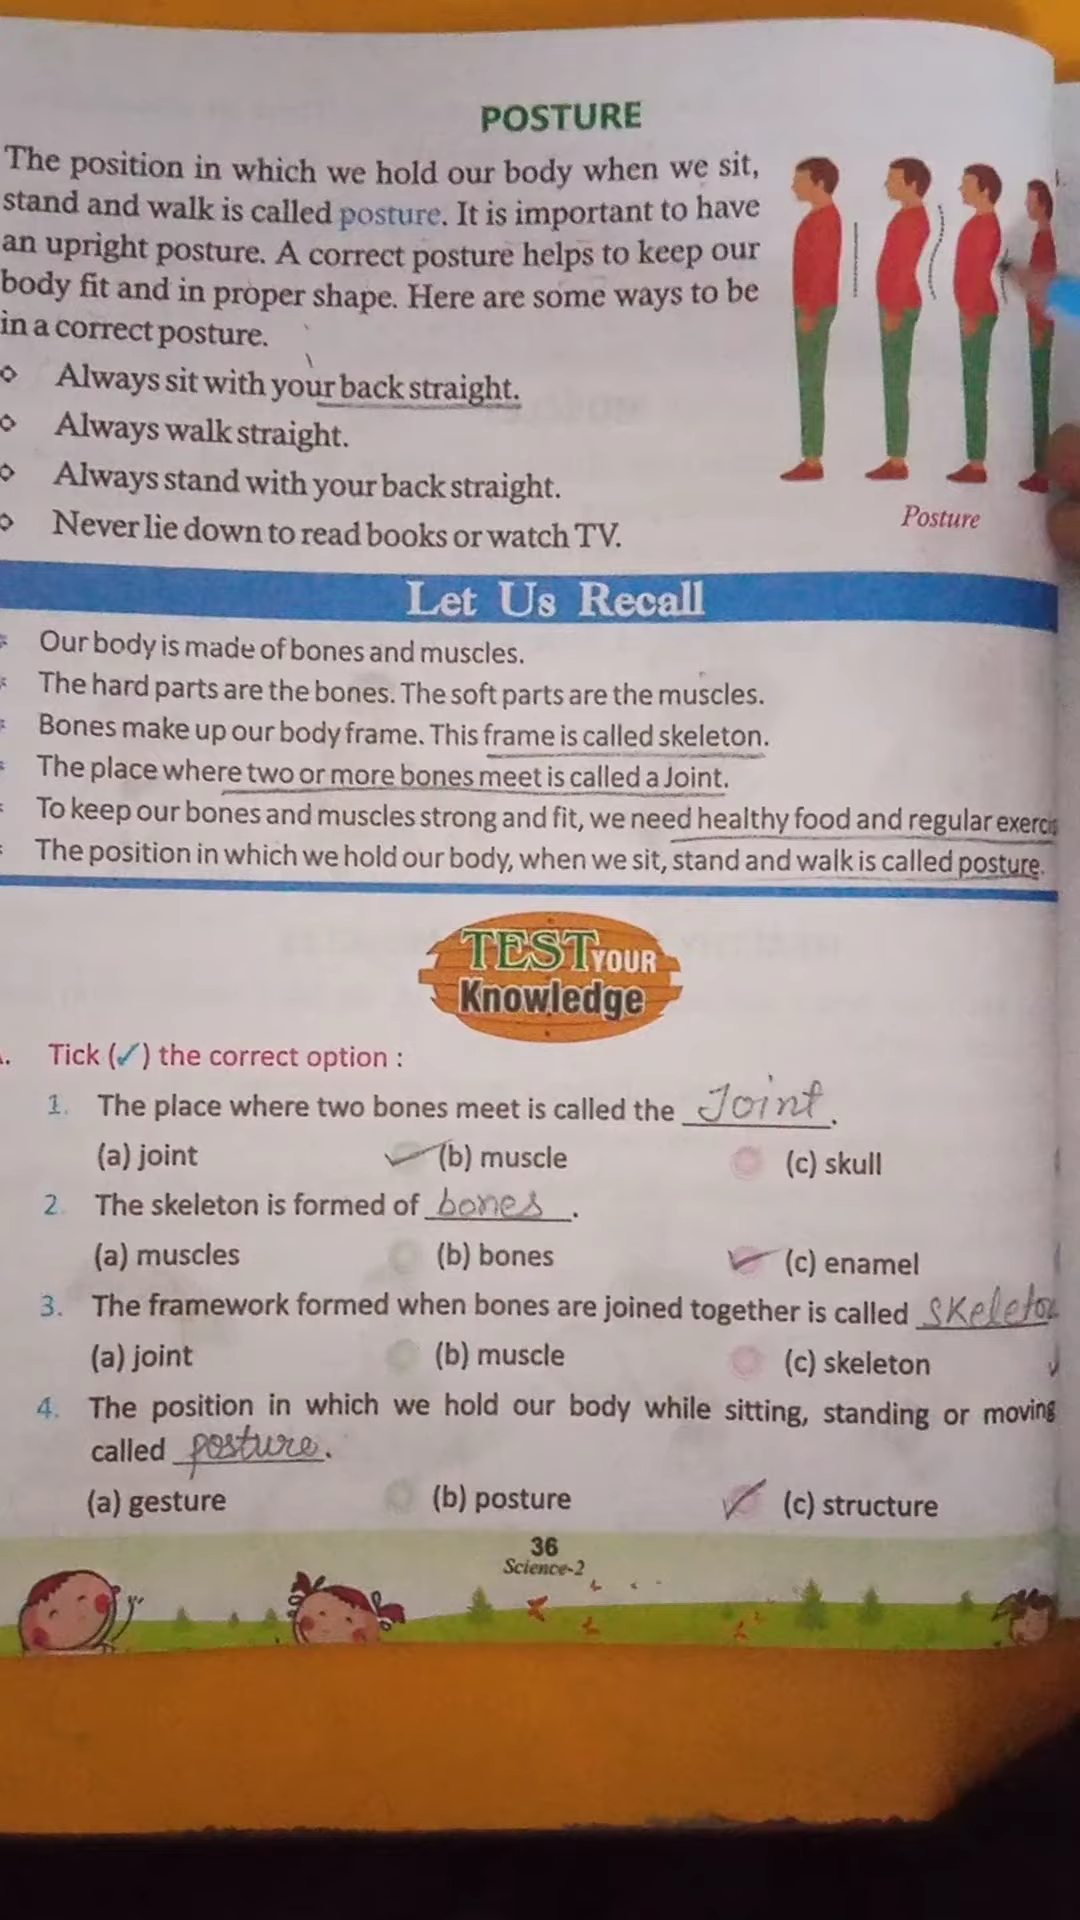 POSTURE
The position in which we hold our body when we sit,
stand and walk is called posture. It is important to have
an upright posture. A correct posture helps to keep our
body fit and in proper shape. Here are some ways to be
in a correct posture.
Always sit with your back straight.
Always walk straight.
Always stand with your back straight.
Never lie down to read books or watch TV.
Posture
Let Us Recall
Our body is made of bones and muscles.
The hard parts are the bones. The soft parts are the muscles.
Bones make up our body frame. This frame is called skeleton.
The place where two or more bones meet is called a Joint.
To keep our bones and muscles strong and fit, we need healthy food and regular exercis
The position in which we hold our body, when we sit, stand and walk is called posture.
TEST YOUR
Knowledge
Tick (✓) the correct option :
1. The place where two bones meet is called the Joint.
(a) joint (b) muscle (c) skull
2. The skeleton is formed of bones.
(a) muscles (b) bones (c) enamel
3. The framework formed when bones are joined together is called Skeleton
(a) joint (b) muscle (c) skeleton
4. The position in which we hold our body while sitting, standing or moving
called posture.
(a) gesture (b) posture (c) structure
36
Science-2